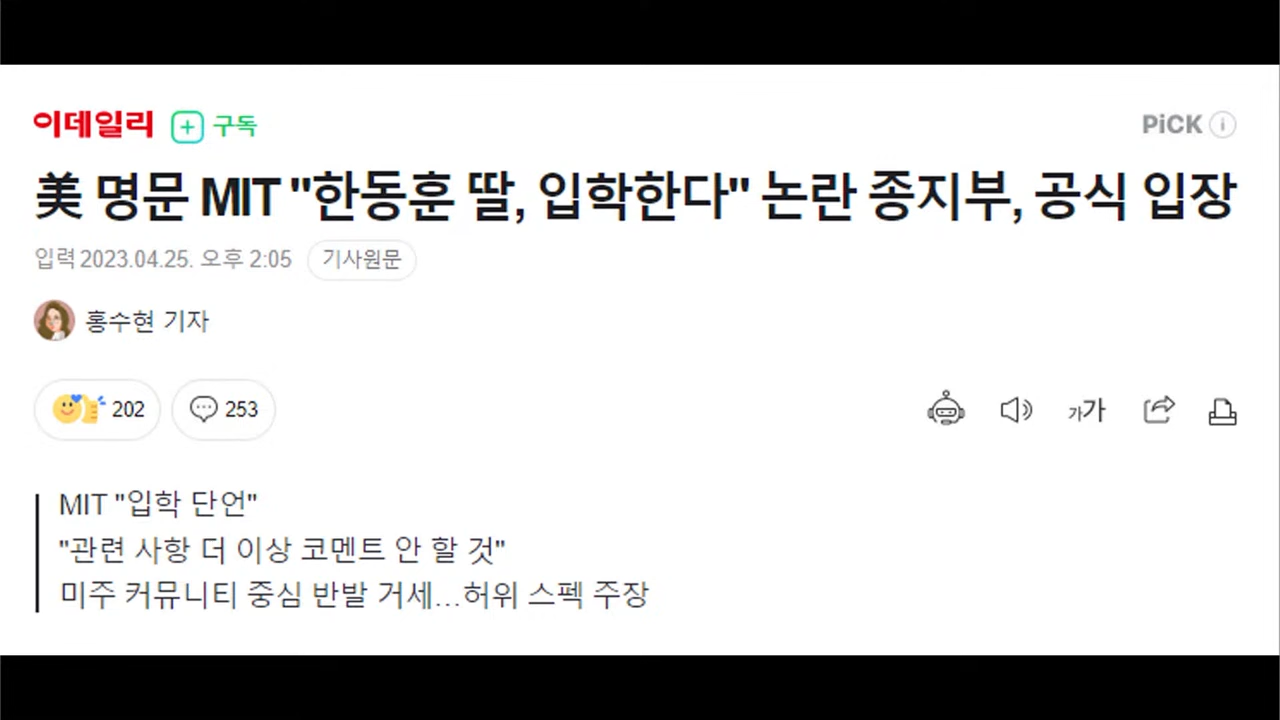 이데일리 구독 PiCK
美 명문 MIT "한동훈 딸, 입학한다" 논란 종지부, 공식 입장
입력 2023.04.25. 오후 2:05 기사원문
홍수현 기자
202 253 가가
MIT "입학 단언"
"관련 사항 더 이상 코멘트 안 할 것"
미주 커뮤니티 중심 반발 거세...허위 스펙 주장